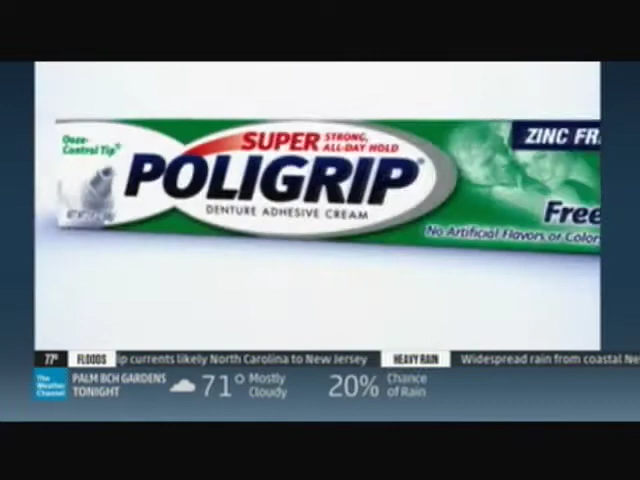 Ooze-
Control Tip
SUPER STRONG,
ALL-DAY HOLD
POLIGRIP®
DENTURE ADHESIVE CREAM
ZINC FR
Free
No Artificial Flavors or Color
77° FLOODS ip currents likely North Carolina to New Jersey HEAVY RAIN Widespread rain from coastal Ne
The
Weather
Channel
PALM BCH GARDENS
TONIGHT
71° Mostly
Cloudy
20% Chance
of Rain